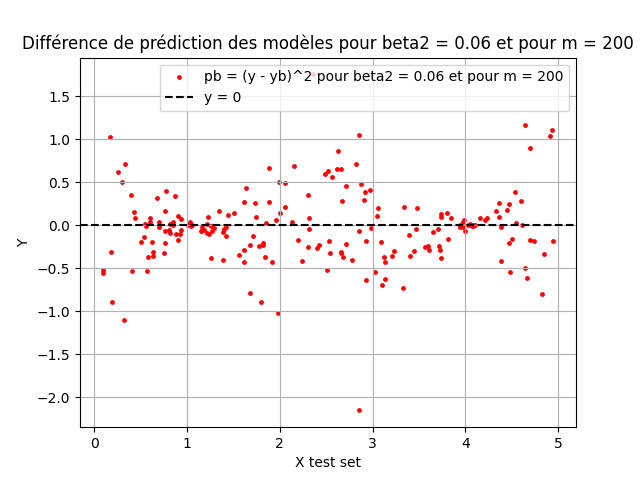 Différence de prédiction des modèles pour beta2 = 0.06 et pour m = 200
pb = (y - yb)^2 pour beta2 = 0.06 et pour m = 200
y = 0
1.5
1.0
0.5
0.0
−0.5
−1.0
−1.5
−2.0
Y
0 1 2 3 4 5
X test set